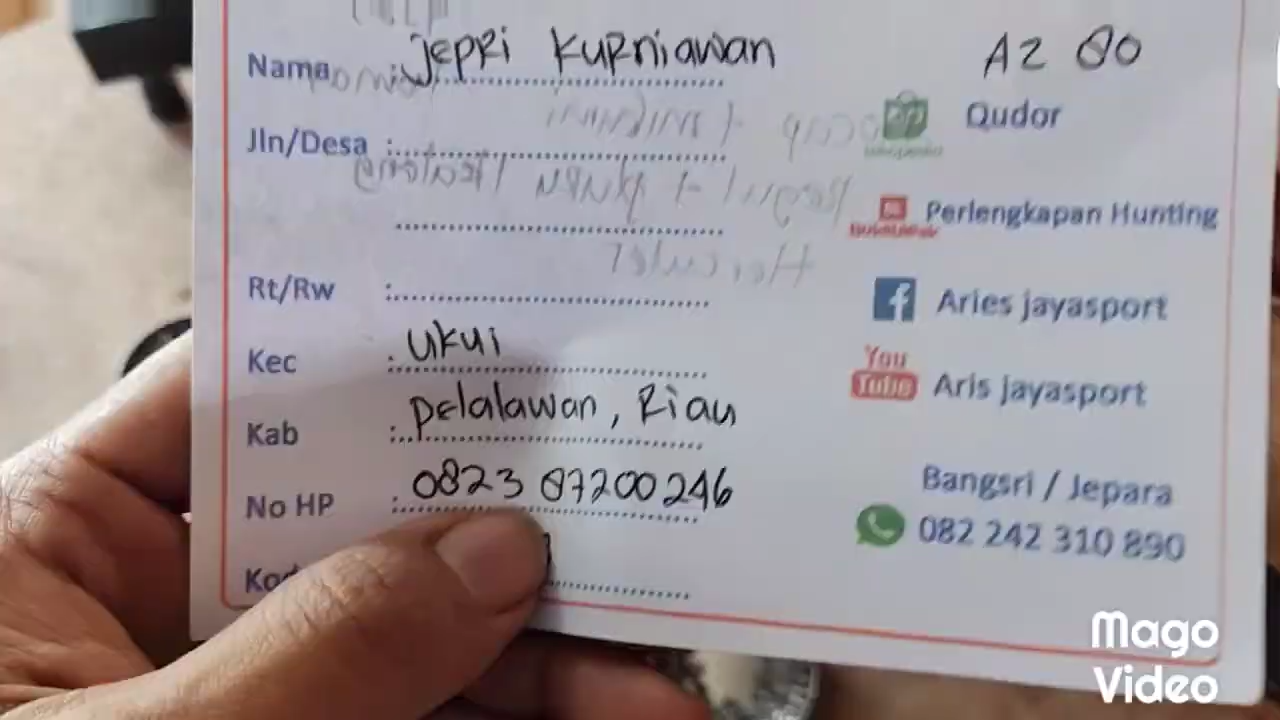 Nama : Jepri Kurniawan
AZ 80
Qudor
Jln/Desa :
Perlengkapan Hunting
Rt/Rw :
Aries jayasport
Kec : Ukui
You Tube Aris jayasport
Kab : Pelalawan, Riau
No HP : 0823 87200246
Bangsri / Jepara
082 242 310 890
Mago
Video